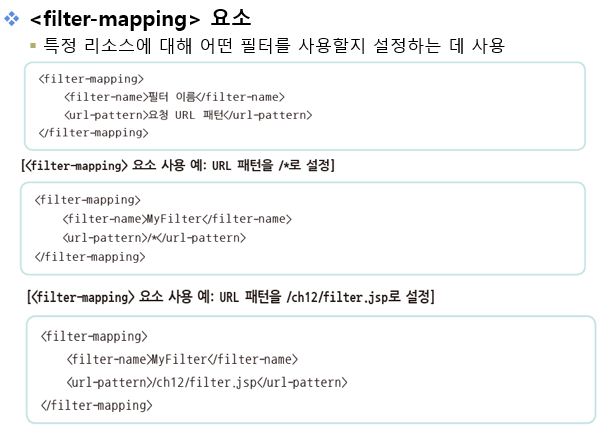 ❖ <filter-mapping> 요소
▪ 특정 리소스에 대해 어떤 필터를 사용할지 설정하는 데 사용
<filter-mapping>
<filter-name>필터 이름</filter-name>
<url-pattern>요청 URL 패턴</url-pattern>
</filter-mapping>
[<filter-mapping> 요소 사용 예: URL 패턴을 /*로 설정]
<filter-mapping>
<filter-name>MyFilter</filter-name>
<url-pattern>/*</url-pattern>
</filter-mapping>
[<filter-mapping> 요소 사용 예: URL 패턴을 /ch12/filter.jsp로 설정]
<filter-mapping>
<filter-name>MyFilter</filter-name>
<url-pattern>/ch12/filter.jsp</url-pattern>
</filter-mapping>